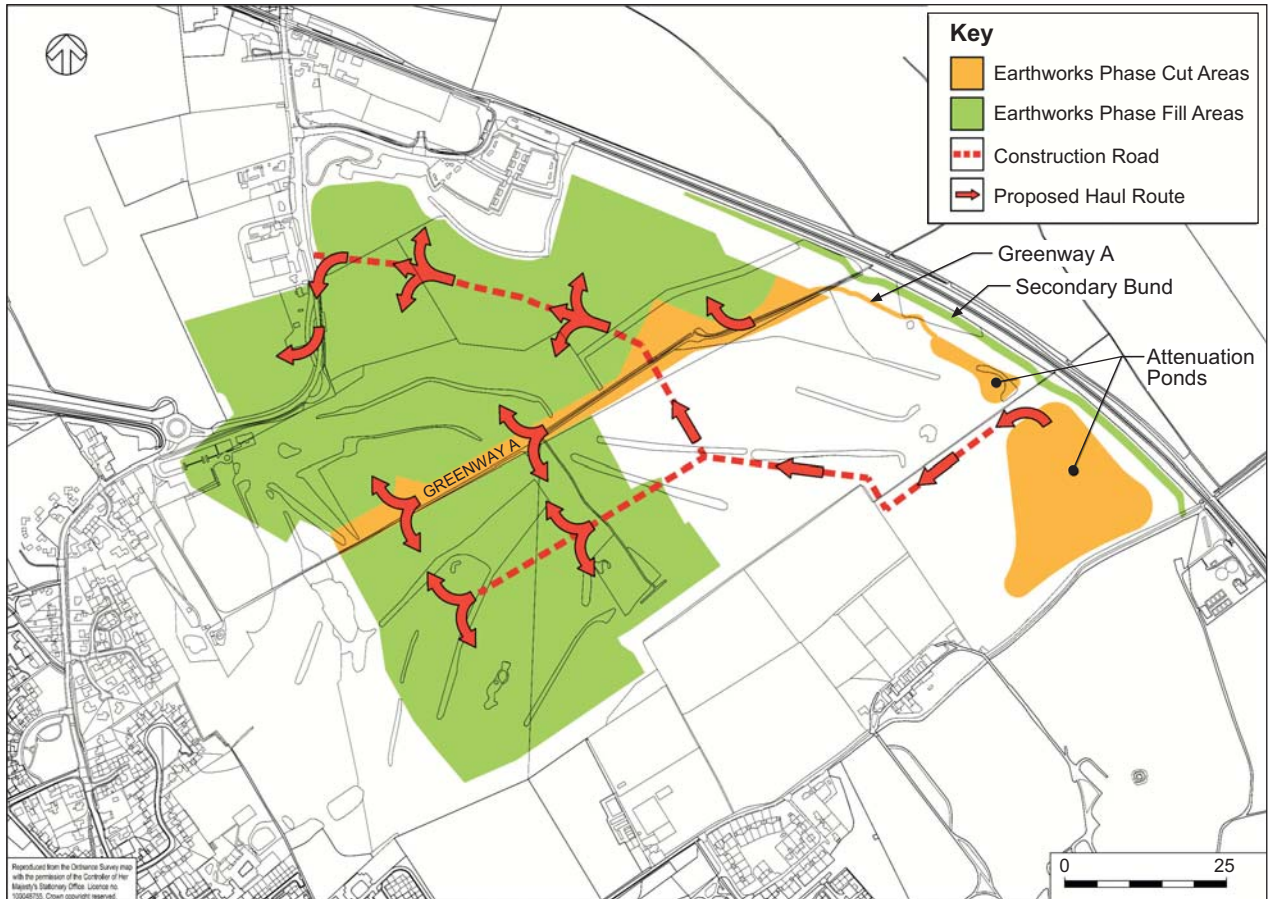 Key
Earthworks Phase Cut Areas
Earthworks Phase Fill Areas
Construction Road
Proposed Haul Route
Greenway A
Secondary Bund
Attenuation
Ponds
GREENWAY A
Reproduced from the Ordnance Survey map
with the permission of the Controller of Her
Majesty's Stationary Office. Licence no.
100048755. Crown copyright reserved.
0 25